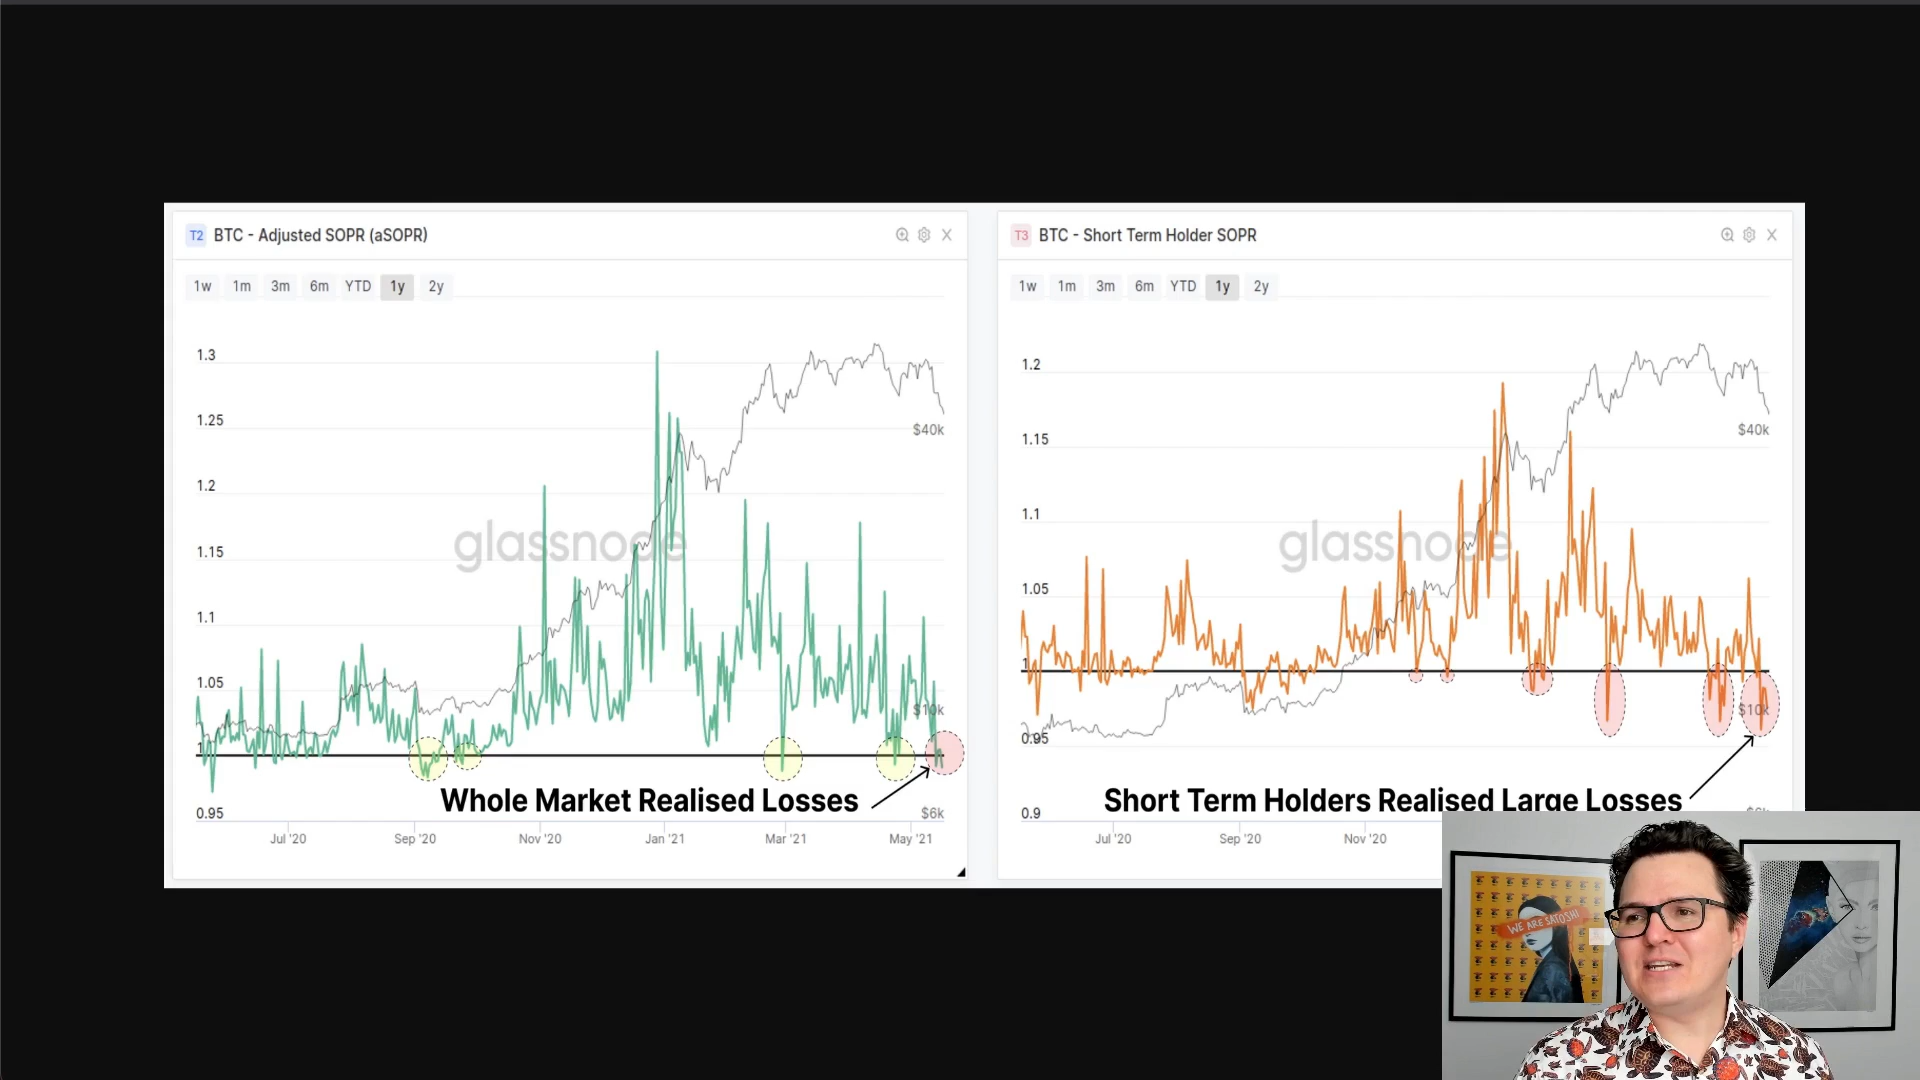 T2 BTC - Adjusted SOPR (aSOPR)
1w 1m 3m 6m YTD 1y 2y
1.3
1.25
$40k
1.2
glassnode
1.15
1.1
1.05
$10k
1
Whole Market Realised Losses
0.95
$6k
Jul '20 Sep '20 Nov '20 Jan '21 Mar '21 May '21
T3 BTC - Short Term Holder SOPR
1w 1m 3m 6m YTD 1y 2y
1.2
$40k
1.15
1.1
glassnode
1.05
1
$10k
0.95
Short Term Holders Realised Large Losses
0.9
Jul '20 Sep '20 Nov '20
WE ARE SATOSHI